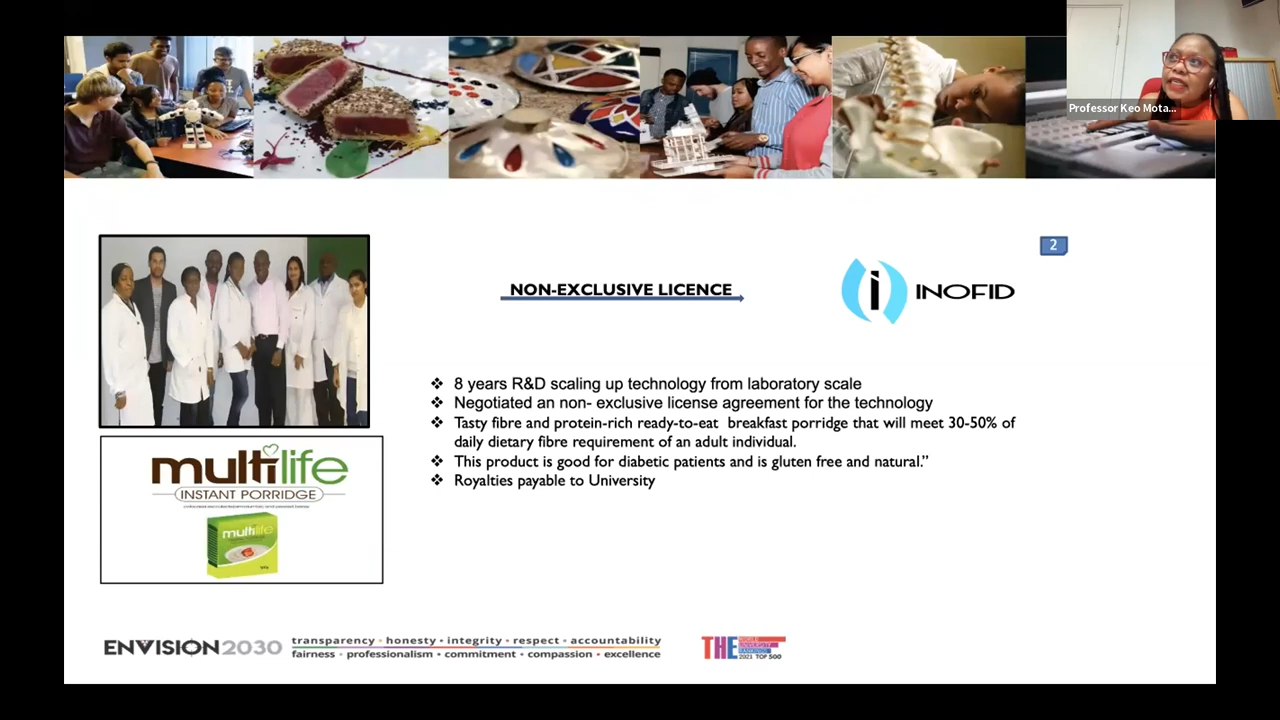 Professor Keo Mota...
2
NON-EXCLUSIVE LICENCE
i INOFID
❖ 8 years R&D scaling up technology from laboratory scale
❖ Negotiated an non- exclusive license agreement for the technology
❖ Tasty fibre and protein-rich ready-to-eat breakfast porridge that will meet 30-50% of
daily dietary fibre requirement of an adult individual.
❖ This product is good for diabetic patients and is gluten free and natural.”
❖ Royalties payable to University
multilife
INSTANT PORRIDGE
multilife
ENVISION2030
transparency • honesty • integrity • respect • accountability
fairness • professionalism • commitment • compassion • excellence
THE WORLD
UNIVERSITY
RANKINGS
2021 TOP 500